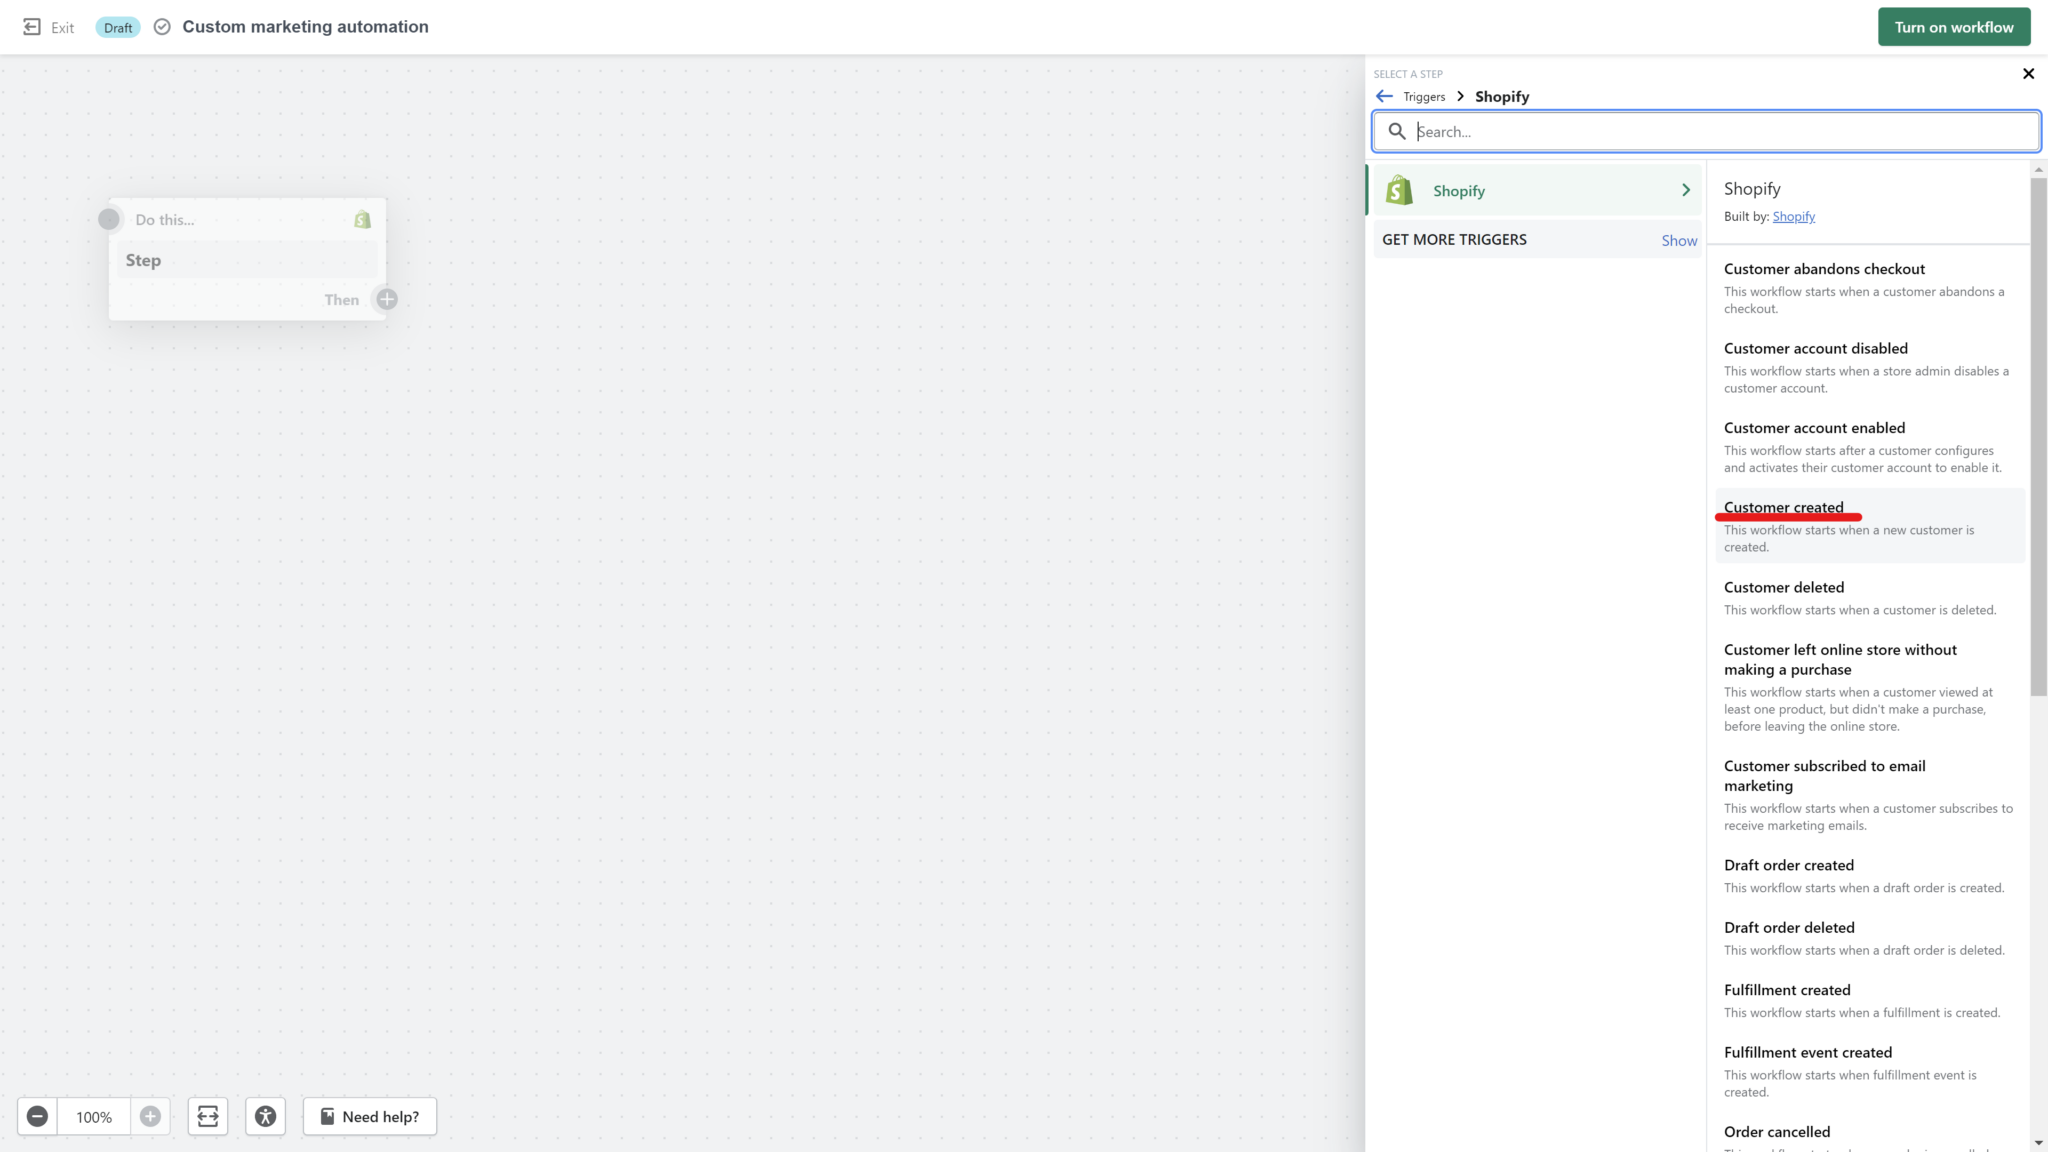 Exit
Draft
Custom marketing automation
Turn on workflow
Do this...
Step
Then
SELECT A STEP
Triggers
Shopify
Search...
Shopify
GET MORE TRIGGERS
Show
Shopify
Built by: Shopify
Customer abandons checkout
This workflow starts when a customer abandons a
checkout.
Customer account disabled
This workflow starts when a store admin disables a
customer account.
Customer account enabled
This workflow starts after a customer configures
and activates their customer account to enable it.
Customer created
This workflow starts when a new customer is
created.
Customer deleted
This workflow starts when a customer is deleted.
Customer left online store without
making a purchase
This workflow starts when a customer viewed at
least one product, but didn't make a purchase,
before leaving the online store.
Customer subscribed to email
marketing
This workflow starts when a customer subscribes to
receive marketing emails.
Draft order created
This workflow starts when a draft order is created.
Draft order deleted
This workflow starts when a draft order is deleted.
Fulfillment created
This workflow starts when a fulfillment is created.
Fulfillment event created
This workflow starts when fulfillment event is
created.
Order cancelled
100%
Need help?